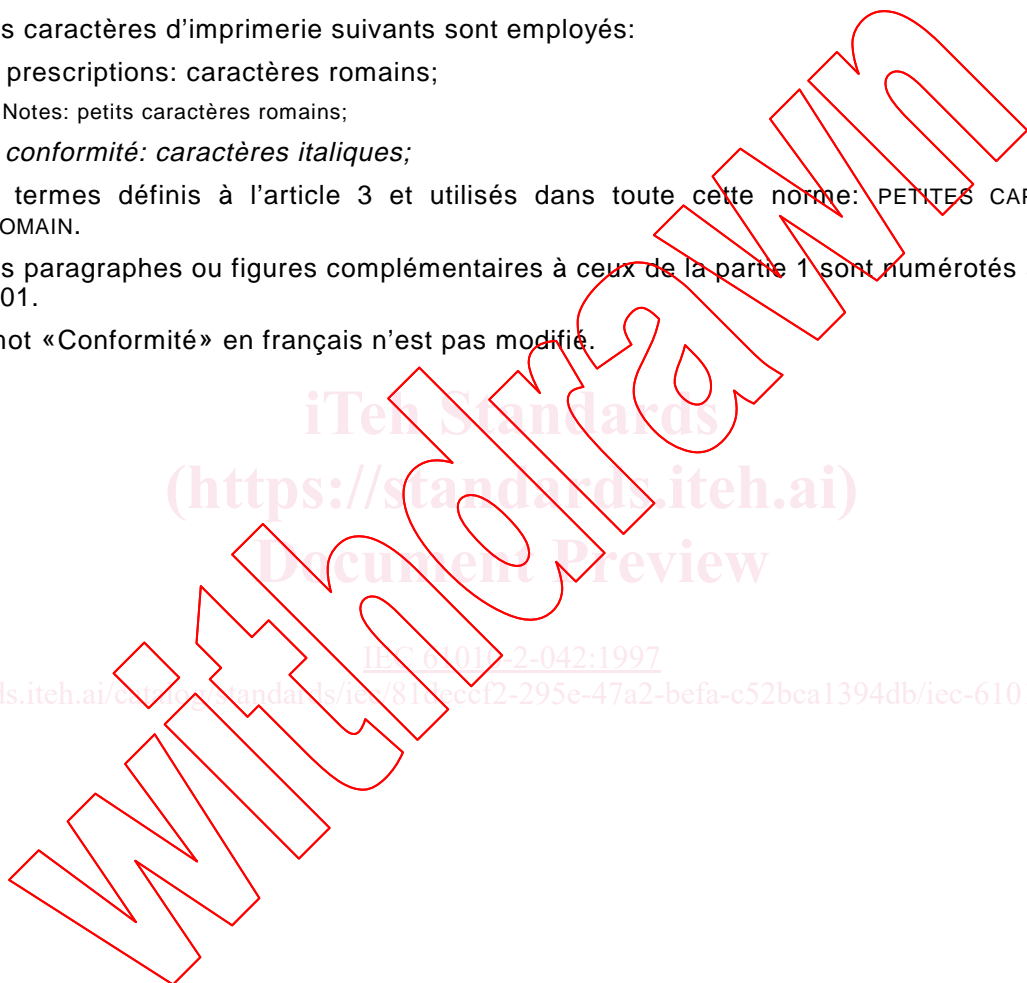 s caractères d’imprimerie suivants sont employés:
prescriptions: caractères romains;
Notes: petits caractères romains;
conformité: caractères italiques;
termes définis à l’article 3 et utilisés dans toute cette norme: PETITES CAP
OMAIN.
s paragraphes ou figures complémentaires à ceux de la partie 1 sont numérotés
01.
mot «Conformité» en français n’est pas modifié.
iTeh Standards
(https://standards.iteh.ai)
Document Preview
IEC 61010-2-042:1997
ds.iteh.ai/catalog/standards/iec/81deccf2-295e-47a2-befa-c52bca1394db/iec-610
withdrawn